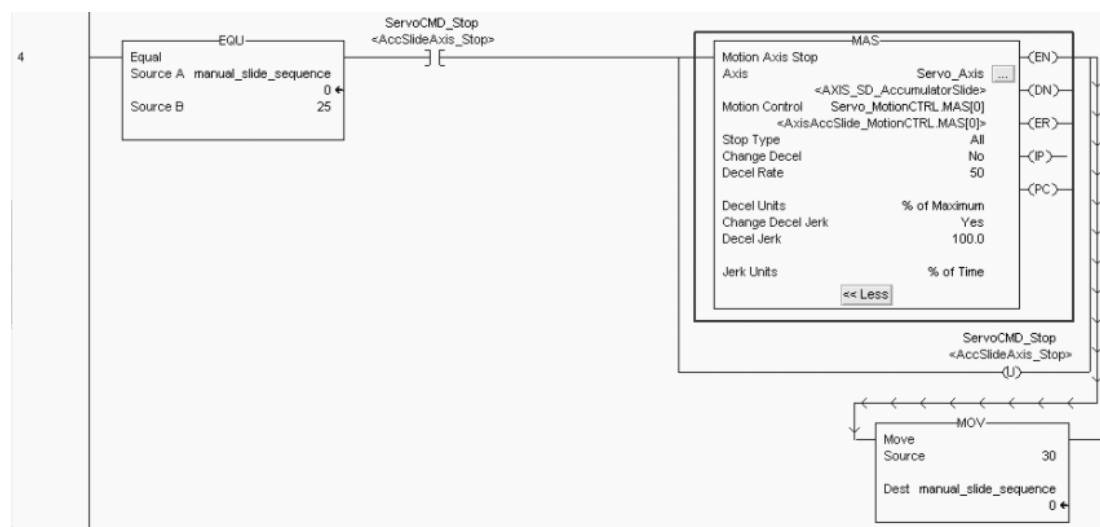 ServoCMD_Stop
<AccSlideAxis_Stop>
4
EQU
Equal
Source A manual_slide_sequence
0
Source B 25
MAS
Motion Axis Stop
Axis Servo_Axis ...
<AXIS_SD_AccumulatorSlide>
Motion Control Servo_MotionCTRL.MAS[0]
<AxisAccSlide_MotionCTRL.MAS[0]>
Stop Type All
Change Decel No
Decel Rate 50
Decel Units % of Maximum
Change Decel Jerk Yes
Decel Jerk 100.0
Jerk Units % of Time
<< Less
EN
DN
ER
IP
PC
ServoCMD_Stop
<AccSlideAxis_Stop>
U
MOV
Move
Source 30
Dest manual_slide_sequence
0